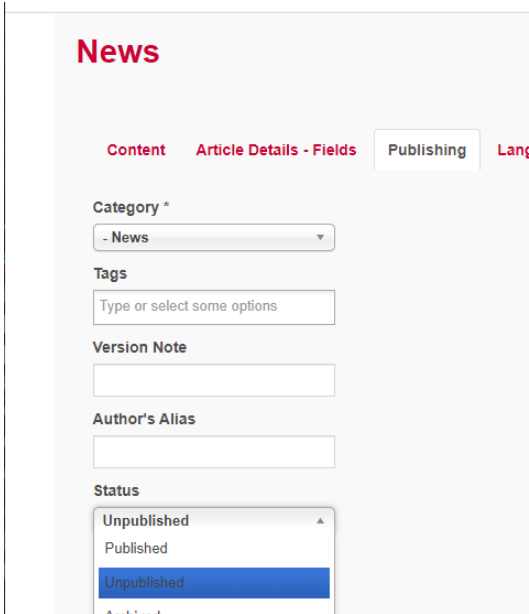 News
Content Article Details - Fields Publishing Lang
Category *
- News
Tags
Type or select some options
Version Note
Author's Alias
Status
Unpublished
Published
Unpublished